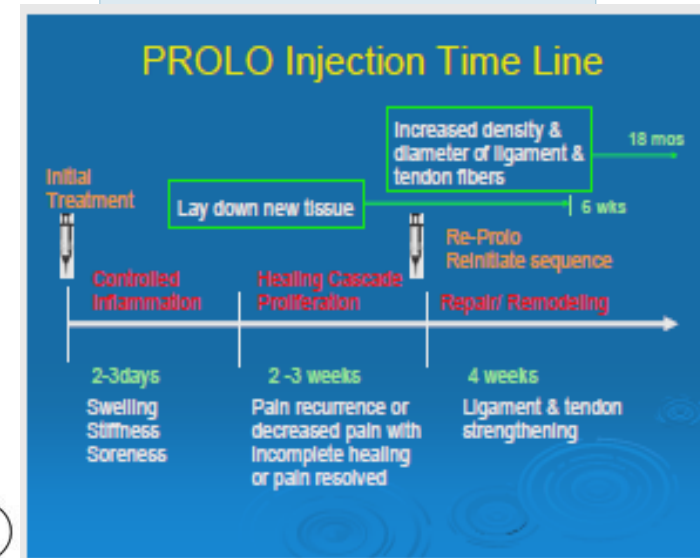 PROLO Injection Time Line
Increased density &
diameter of ligament &
tendon fibers
18 mos
Initial
Treatment
Lay down new tissue
6 wks
Re-Prolo
Reinitiate sequence
Controlled
Inflammation
Healing Cascade
Proliferation
Repair/ Remodeling
2-3days
Swelling
Stiffness
Soreness
2 -3 weeks
Pain recurrence or
decreased pain with
incomplete healing
or pain resolved
4 weeks
Ligament & tendon
strengthening